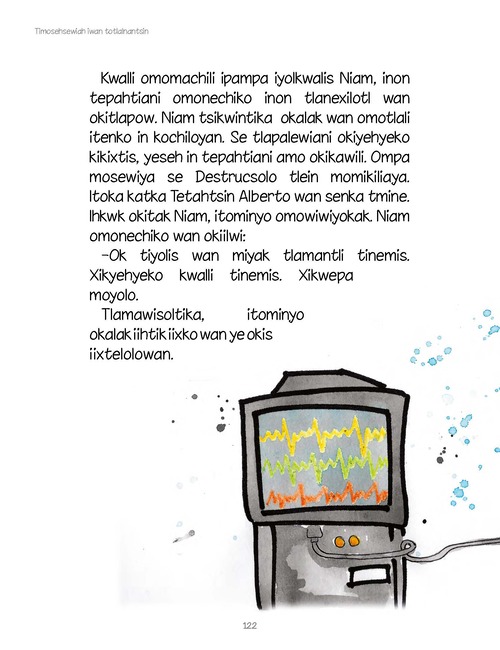 Timosehsewiah iwan totlalnantsin
Kwalli omomachili ipampa iyolkwalis Niam, inon
tepahtiani omonechiko inon tlanexilotl wan
okitlapow. Niam tsikwintika okalak wan omotlali
itenko in kochiloyan. Se tlapalewiani okiyehyeko
kikixtis, yeseh in tepahtiani amo okikawili. Ompa
mosewiya se Destrucsolo tlein momikiliaya.
Itoka katka Tetahtsin Alberto wan senka tmine.
Ihkwk okitak Niam, itominyo omowiwiyokak. Niam
omonechiko wan okiilwi:
–Ok tiyolis wan miyak tlamantli tinemis.
Xikyehyeko kwalli tinemis. Xikwepa
moyolo.
Tlamawisoltika, itominyo
okalak iihtik iixko wan ye okis
iixtelolowan.
122